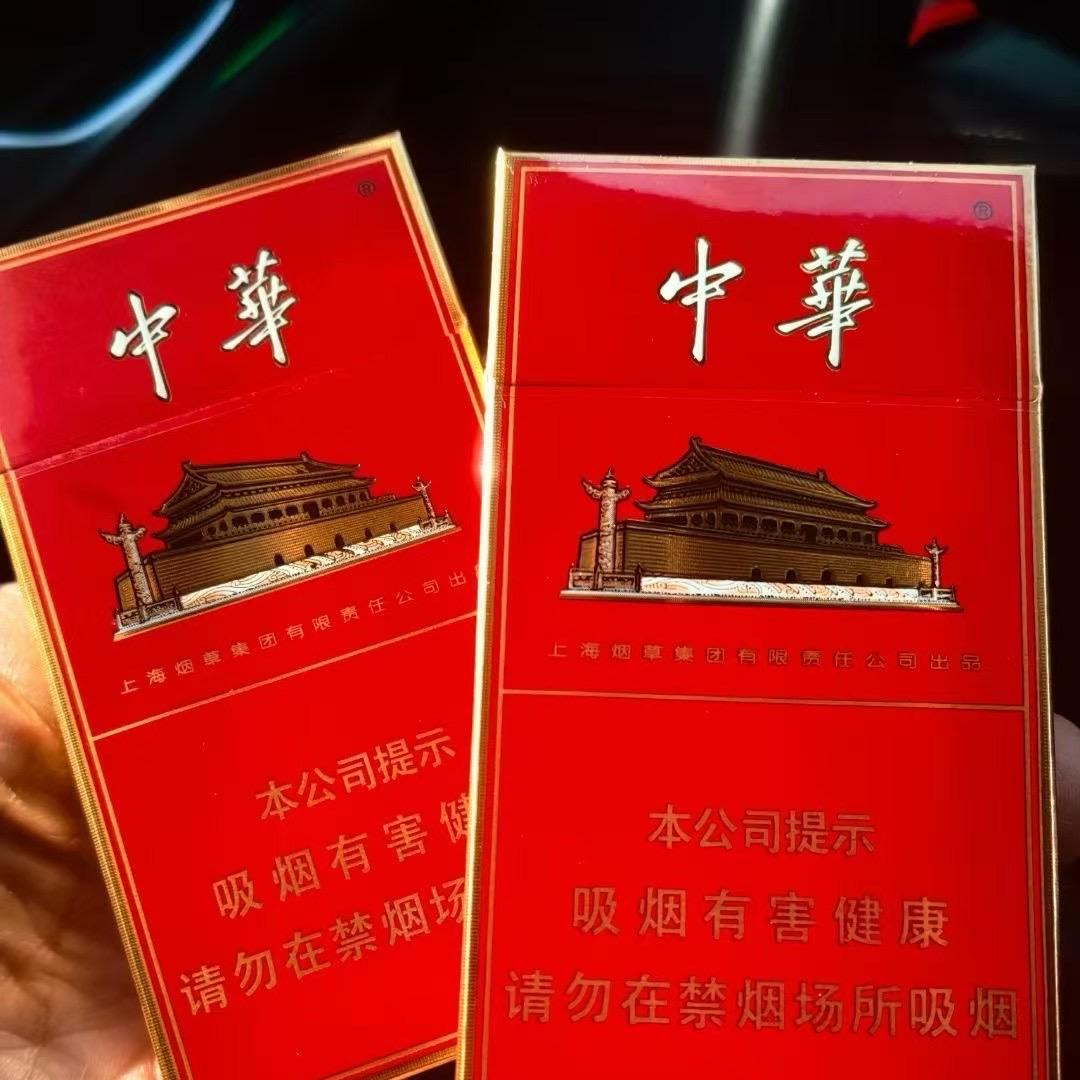 中華
®
上海烟草集团有限责任公司出
本公司提示
吸烟有害健
请勿在禁烟场
中華
®
上海烟草集团有限责任公司出品
本公司提示
吸烟有害健康
请勿在禁烟场所吸烟